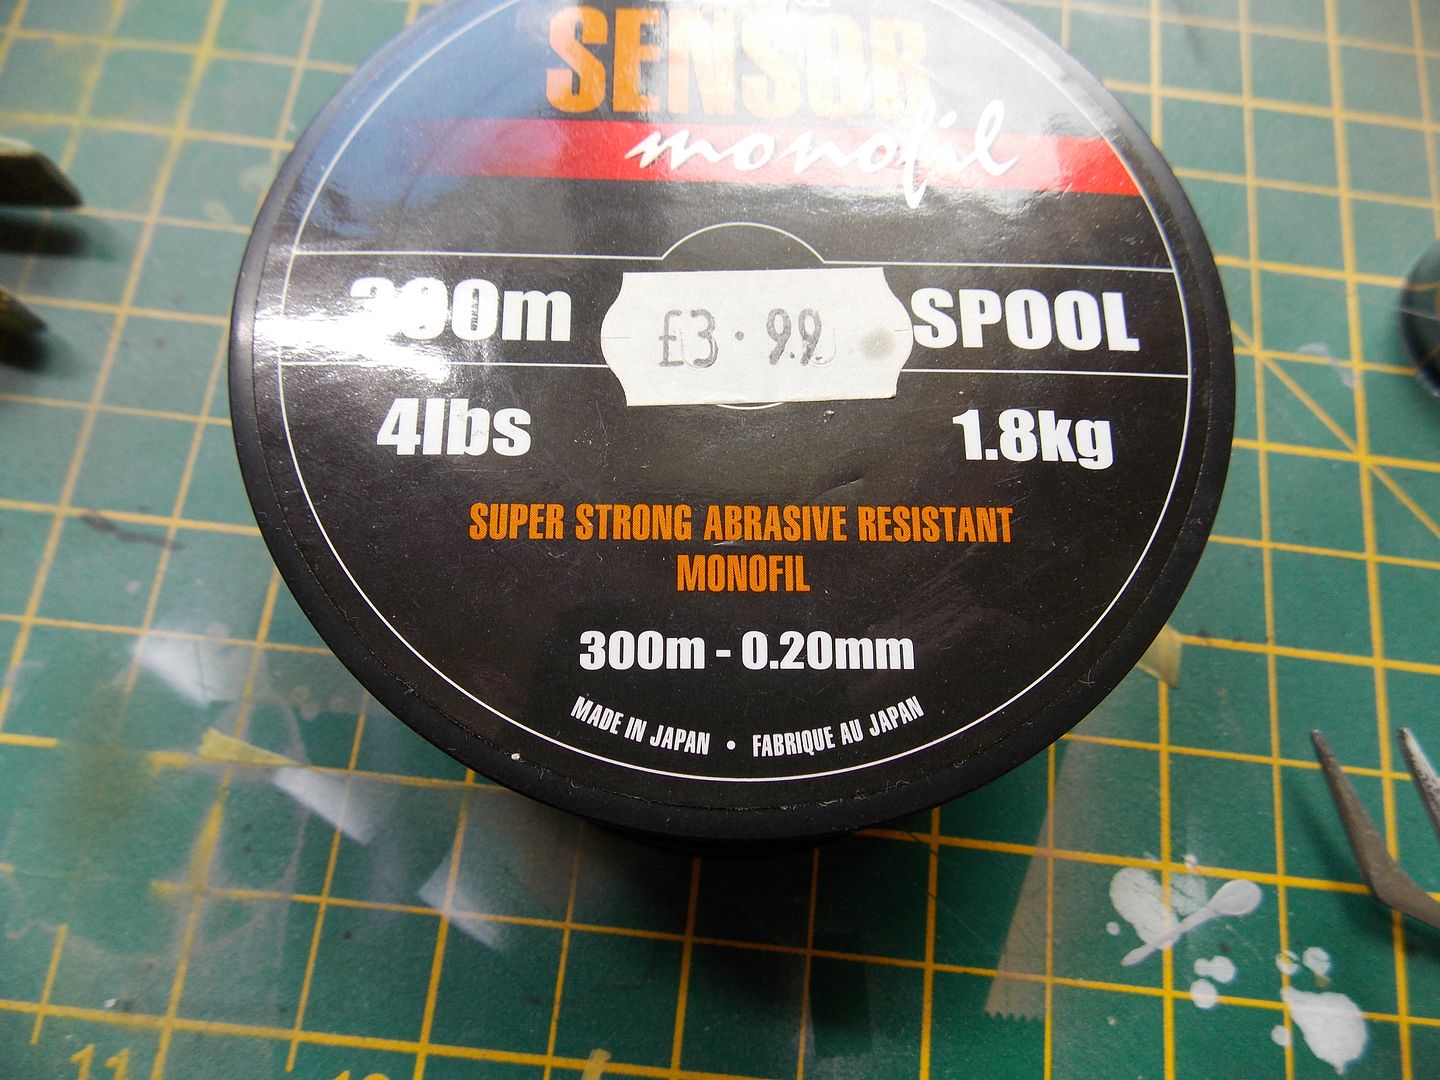 SENSOR
monofil
300m £3.99 SPOOL
4lbs 1.8kg
SUPER STRONG ABRASIVE RESISTANT
MONOFIL
300m - 0.20mm
MADE IN JAPAN • FABRIQUE AU JAPAN
11